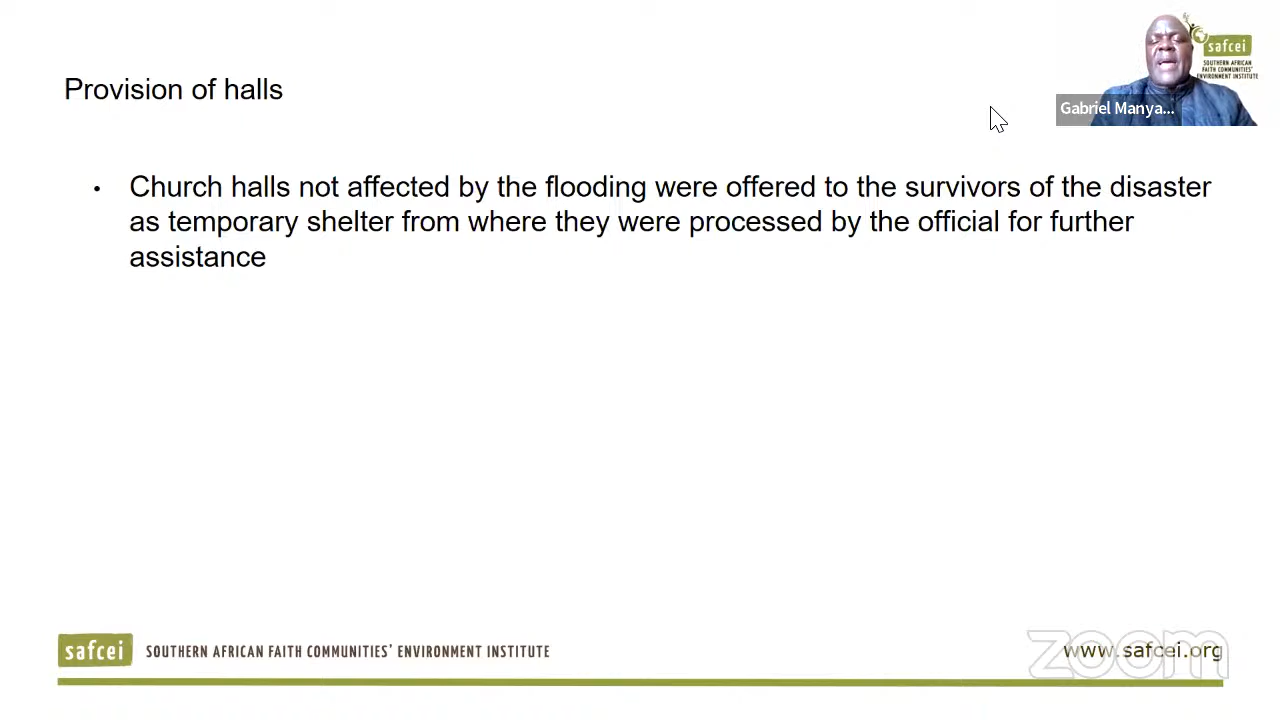 Provision of halls
safcei
SOUTHERN AFRICAN
FAITH COMMUNITIES'
ENVIRONMENT INSTITUTE
Gabriel Manya...
• Church halls not affected by the flooding were offered to the survivors of the disaster
as temporary shelter from where they were processed by the official for further
assistance
safcei SOUTHERN AFRICAN FAITH COMMUNITIES' ENVIRONMENT INSTITUTE
www.safcei.org
zoom